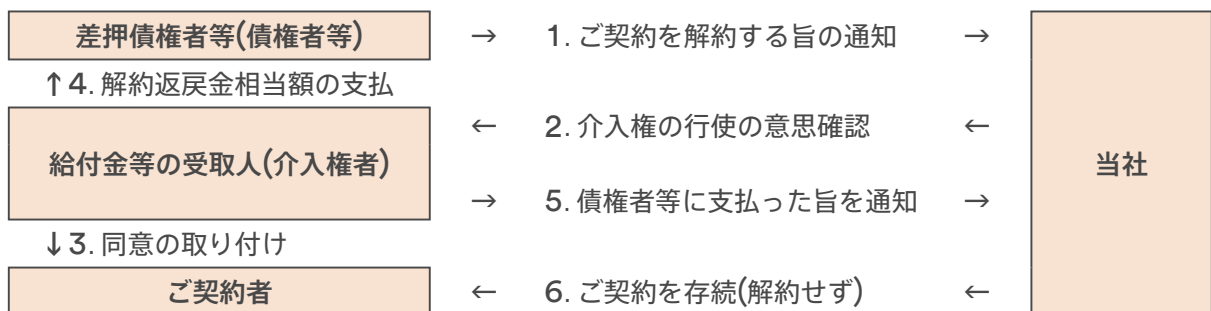 差押債権者等(債権者等) → 1. ご契約を解約する旨の通知 →
↑4. 解約返戻金相当額の支払
← 2. 介入権の行使の意思確認 ←
給付金等の受取人(介入権者)
当社
→ 5. 債権者等に支払った旨を通知 →
↓3. 同意の取り付け
ご契約者 ← 6. ご契約を存続(解約せず) ←